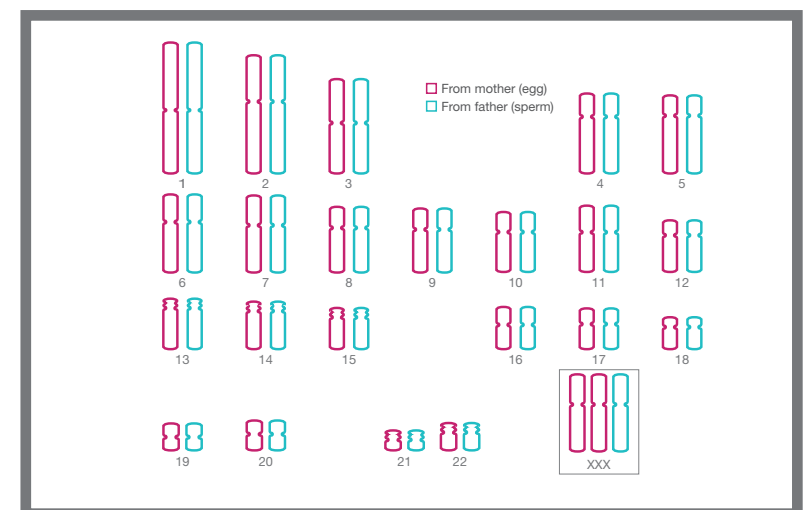 From mother (egg)
From father (sperm)
1 2 3 4 5
6 7 8 9 10 11 12
13 14 15 16 17 18
19 20 21 22 XXX